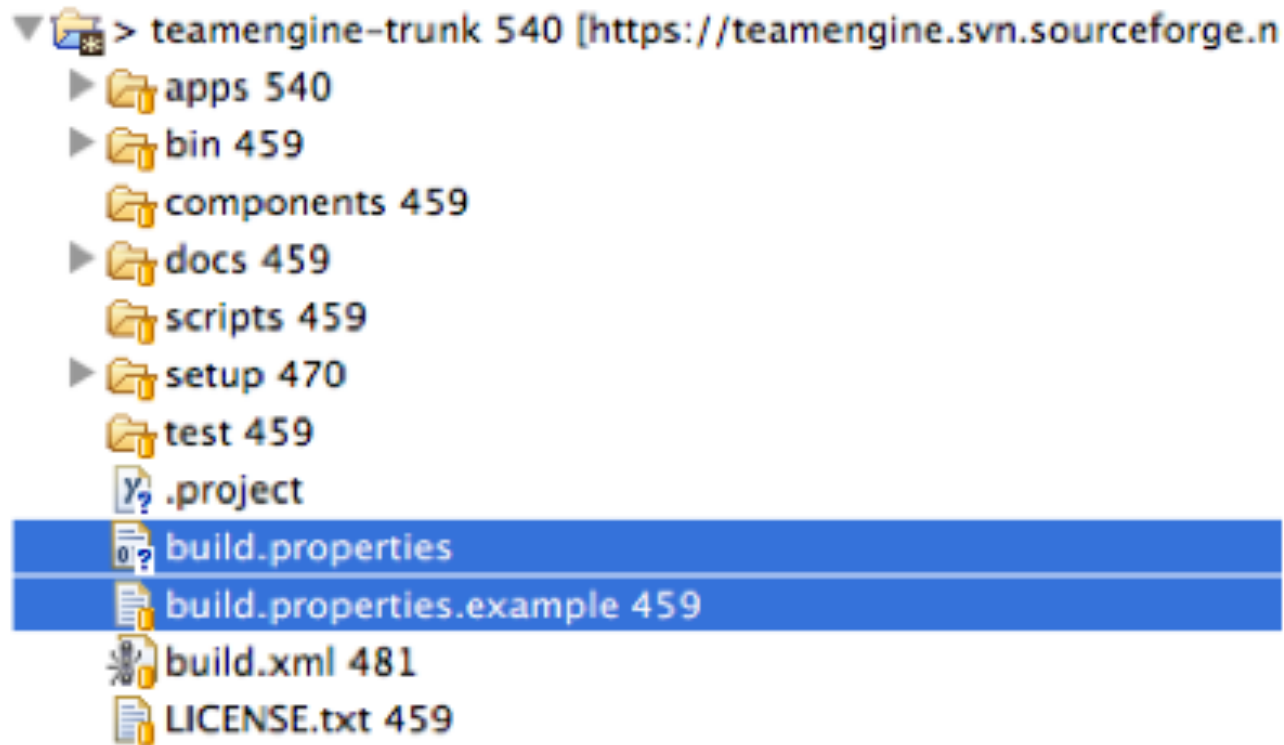 > teamengine-trunk 540 [https://teamengine.svn.sourceforge.n
apps 540
bin 459
components 459
docs 459
scripts 459
setup 470
test 459
.project
build.properties
build.properties.example 459
build.xml 481
LICENSE.txt 459